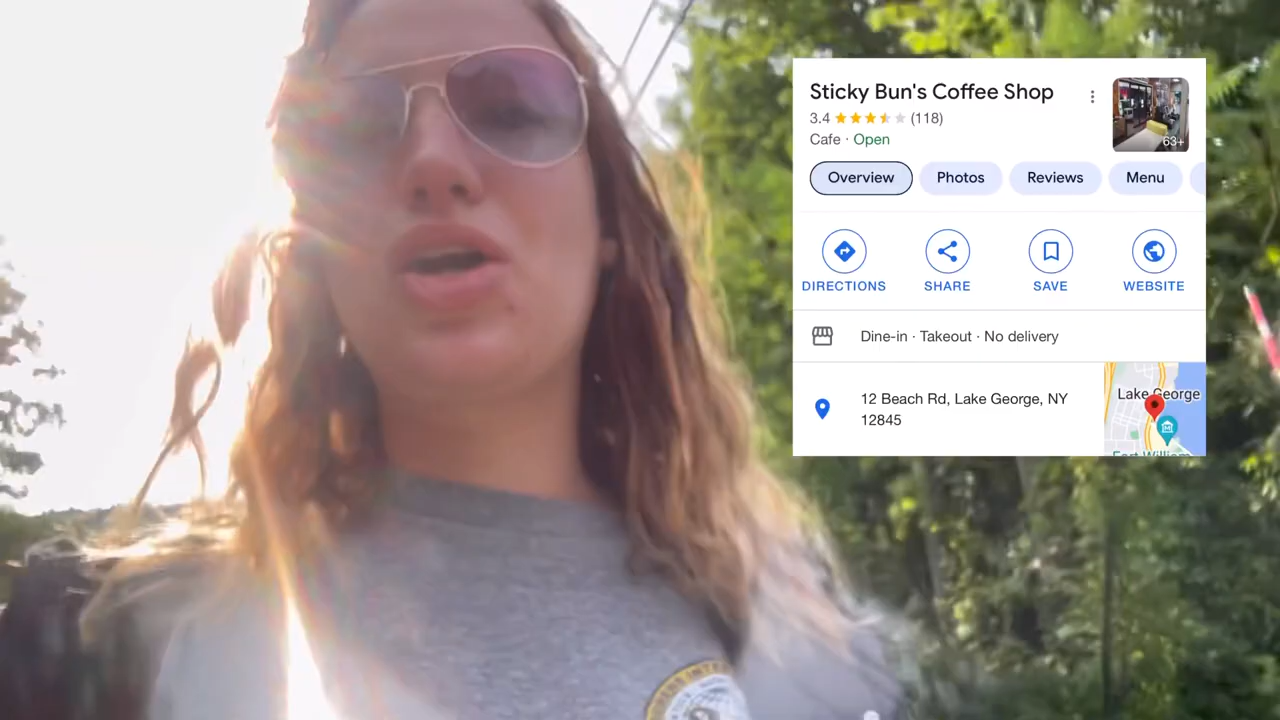 Sticky Bun's Coffee Shop
3.4 (118)
Cafe · Open
63+
Overview Photos Reviews Menu
DIRECTIONS SHARE SAVE WEBSITE
Dine-in · Takeout · No delivery
12 Beach Rd, Lake George, NY
12845
Lake George